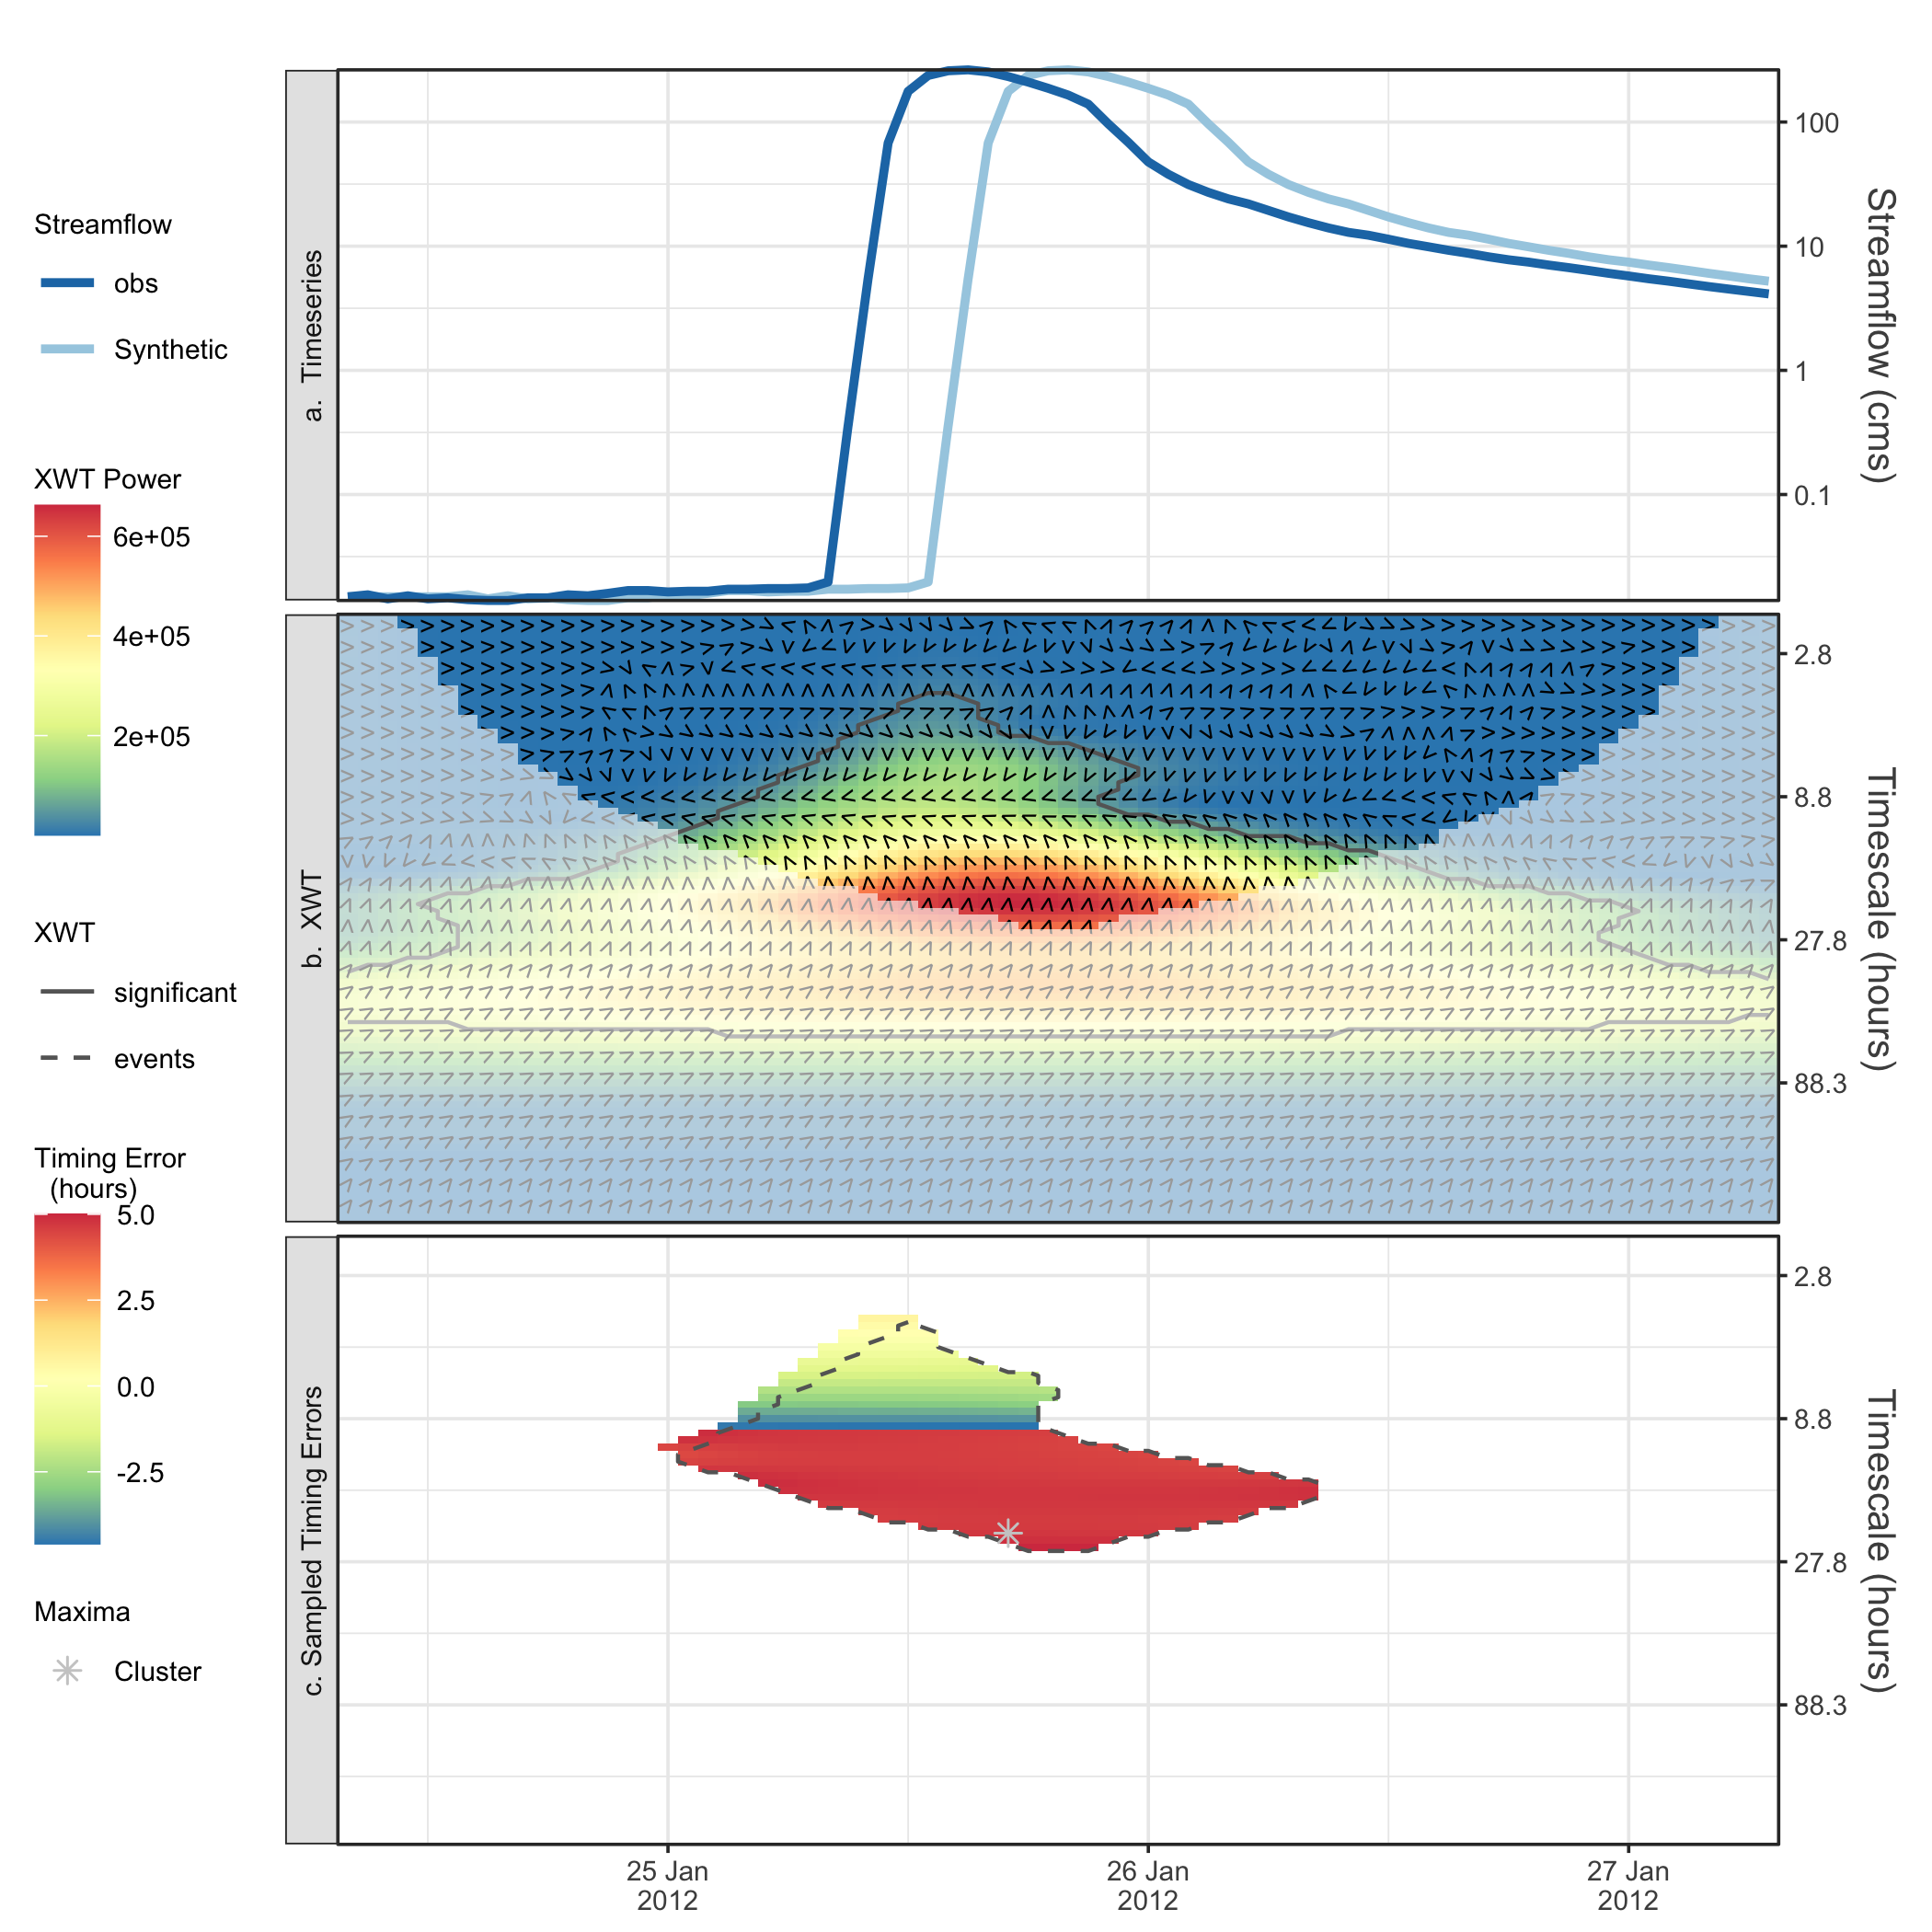 Streamflow
obs
Synthetic
XWT Power
6e+05
4e+05
2e+05
XWT
significant
events
Timing Error
(hours)
5.0
2.5
0.0
-2.5
Maxima
Cluster
a. Timeseries
100
10
1
0.1
Streamflow (cms)
b. XWT
2.8
8.8
27.8
88.3
Timescale (hours)
c. Sampled Timing Errors
2.8
8.8
27.8
88.3
Timescale (hours)
25 Jan
2012
26 Jan
2012
27 Jan
2012